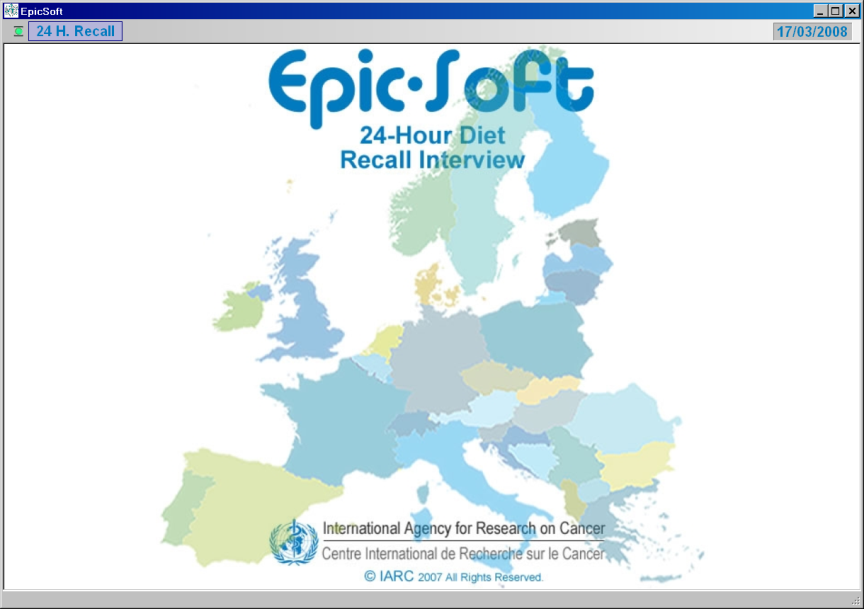 EpicSoft
24 H. Recall
17/03/2008
Epic·Soft
24-Hour Diet
Recall Interview
International Agency for Research on Cancer
Centre International de Recherche sur le Cancer
© IARC 2007 All Rights Reserved.